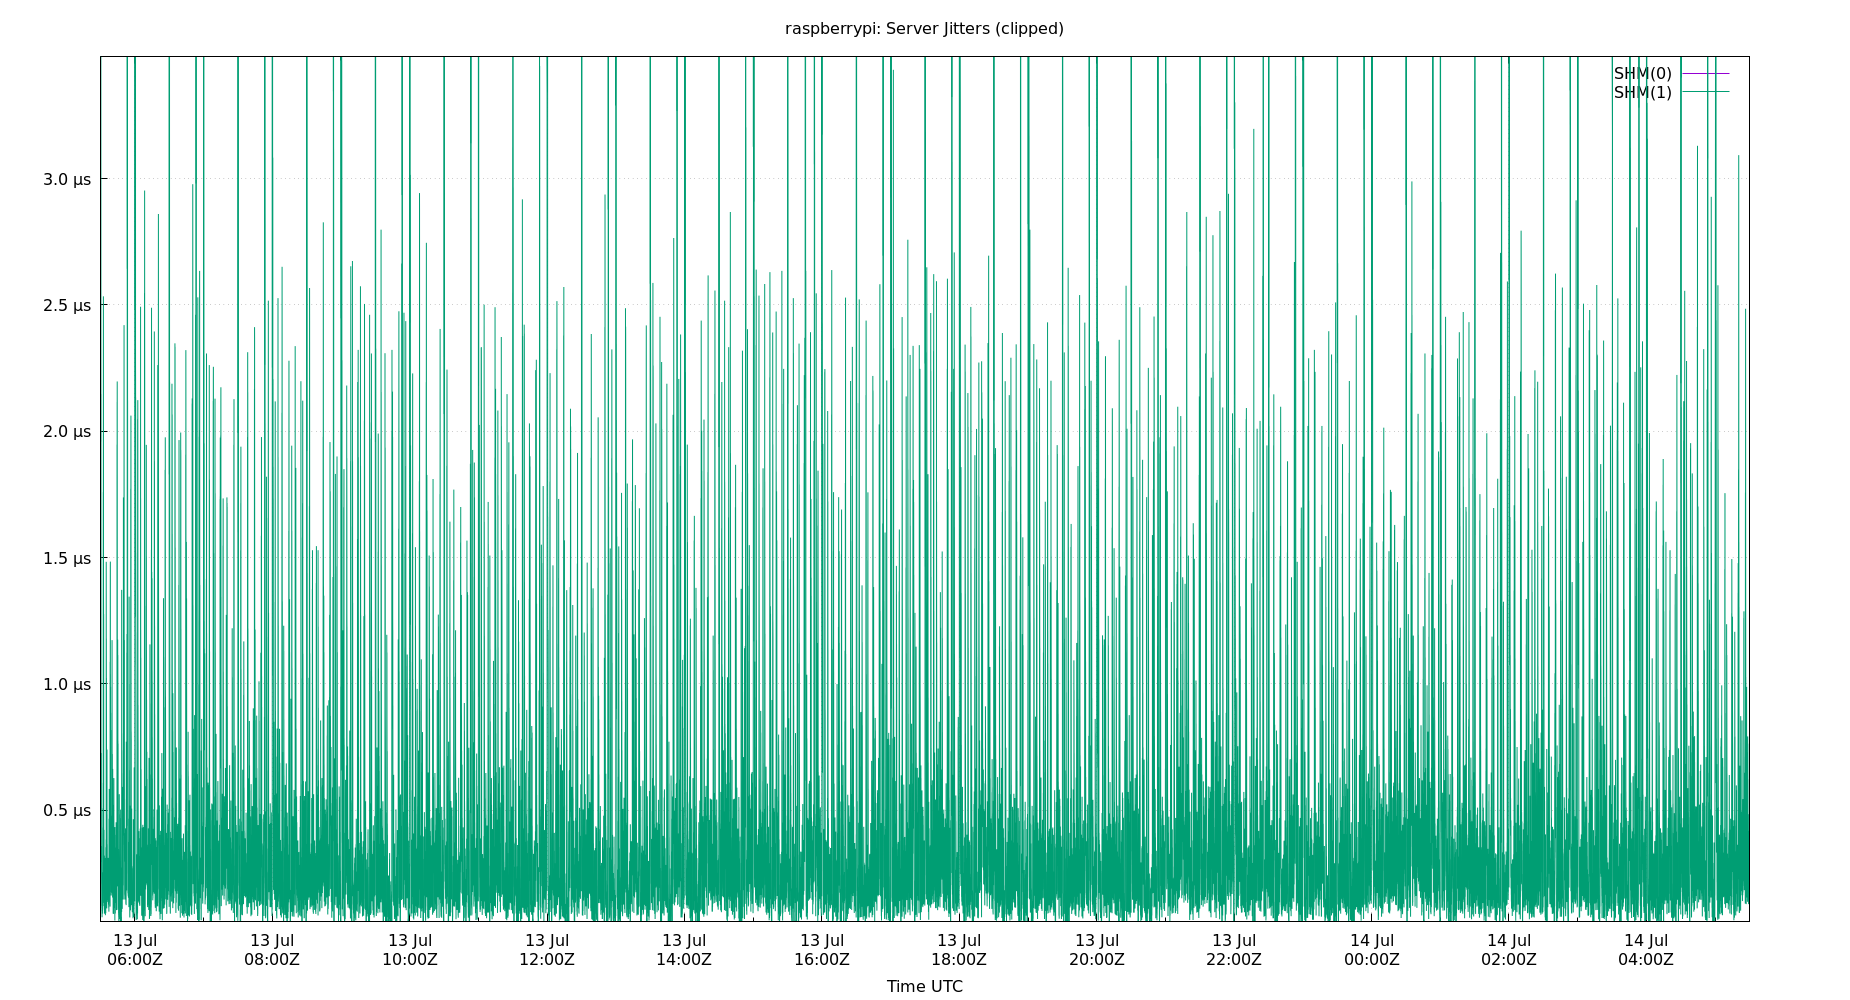 raspberrypi: Server Jitters (clipped)
SHM(0)
SHM(1)
3.0 µs
2.5 µs
2.0 µs
1.5 µs
1.0 µs
0.5 µs
13 Jul 13 Jul 13 Jul 13 Jul 13 Jul 13 Jul 13 Jul 13 Jul 13 Jul 14 Jul 14 Jul 14 Jul
06:00Z 08:00Z 10:00Z 12:00Z 14:00Z 16:00Z 18:00Z 20:00Z 22:00Z 00:00Z 02:00Z 04:00Z
Time UTC